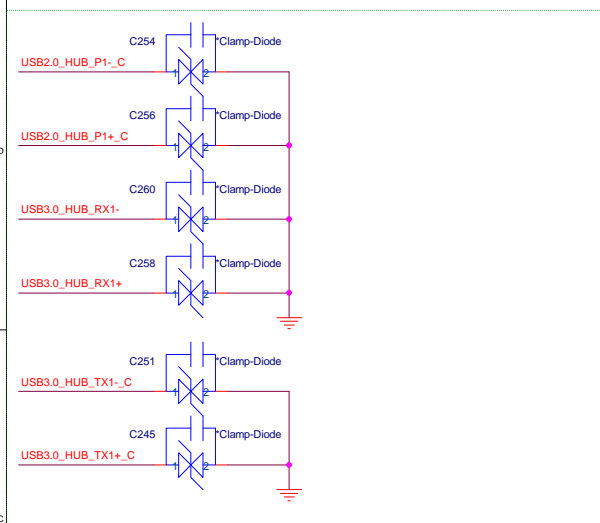 C254 *Clamp-Diode
USB2.0_HUB_P1-_C
1 2
C256 *Clamp-Diode
USB2.0_HUB_P1+_C
1 2
C260 *Clamp-Diode
USB3.0_HUB_RX1-
1 2
C258 *Clamp-Diode
USB3.0_HUB_RX1+
1 2
C251 *Clamp-Diode
USB3.0_HUB_TX1-_C
1 2
C245 *Clamp-Diode
USB3.0_HUB_TX1+_C
1 2